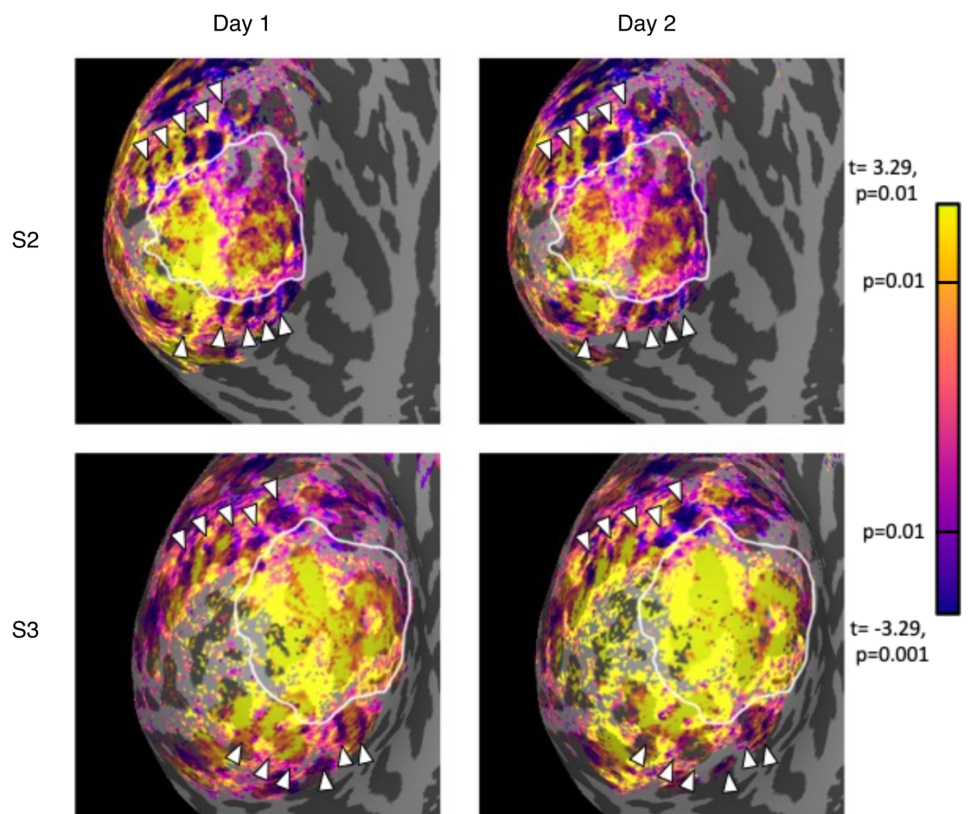 Day 1
Day 2
S2
t= 3.29,
p=0.01
p=0.01
p=0.01
S3
t= -3.29,
p=0.001